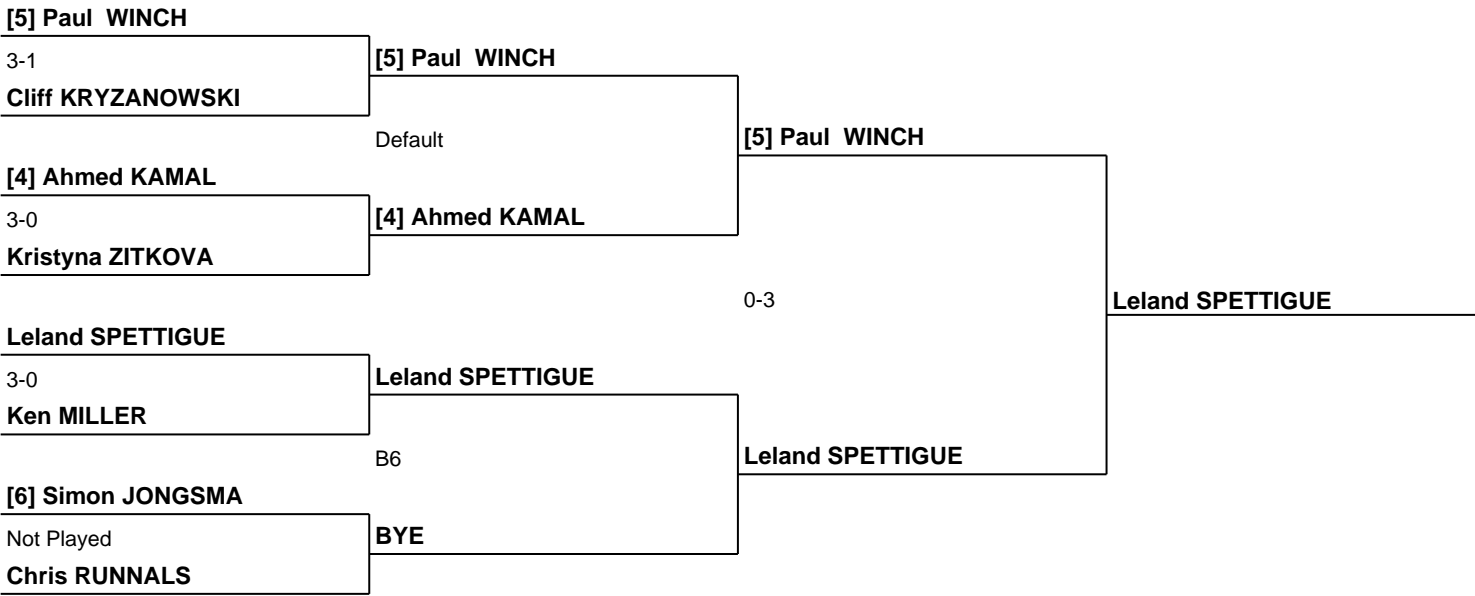 [5] Paul  WINCH
3-1
[5] Paul  WINCH
Cliff KRYZANOWSKI
Default
[5] Paul  WINCH
[4] Ahmed KAMAL
3-0
[4] Ahmed KAMAL
Kristyna ZITKOVA
0-3
Leland SPETTIGUE
Leland SPETTIGUE
3-0
Leland SPETTIGUE
Ken MILLER
B6
Leland SPETTIGUE
[6] Simon JONGSMA
Not Played
BYE
Chris RUNNALS